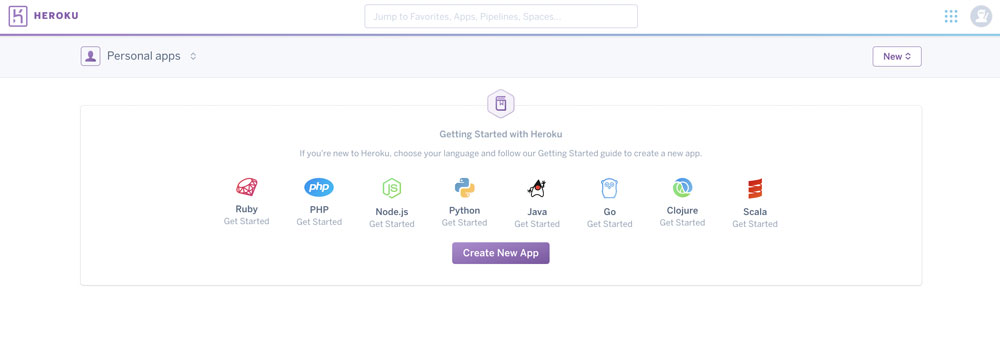 HEROKU
Jump to Favorites, Apps, Pipelines, Spaces...
Personal apps
New
Getting Started with Heroku
If you're new to Heroku, choose your language and follow our Getting Started guide to create a new app.
php
JS
Ruby PHP Node.js Python Java Go Clojure Scala
Get Started Get Started Get Started Get Started Get Started Get Started Get Started Get Started
Create New App